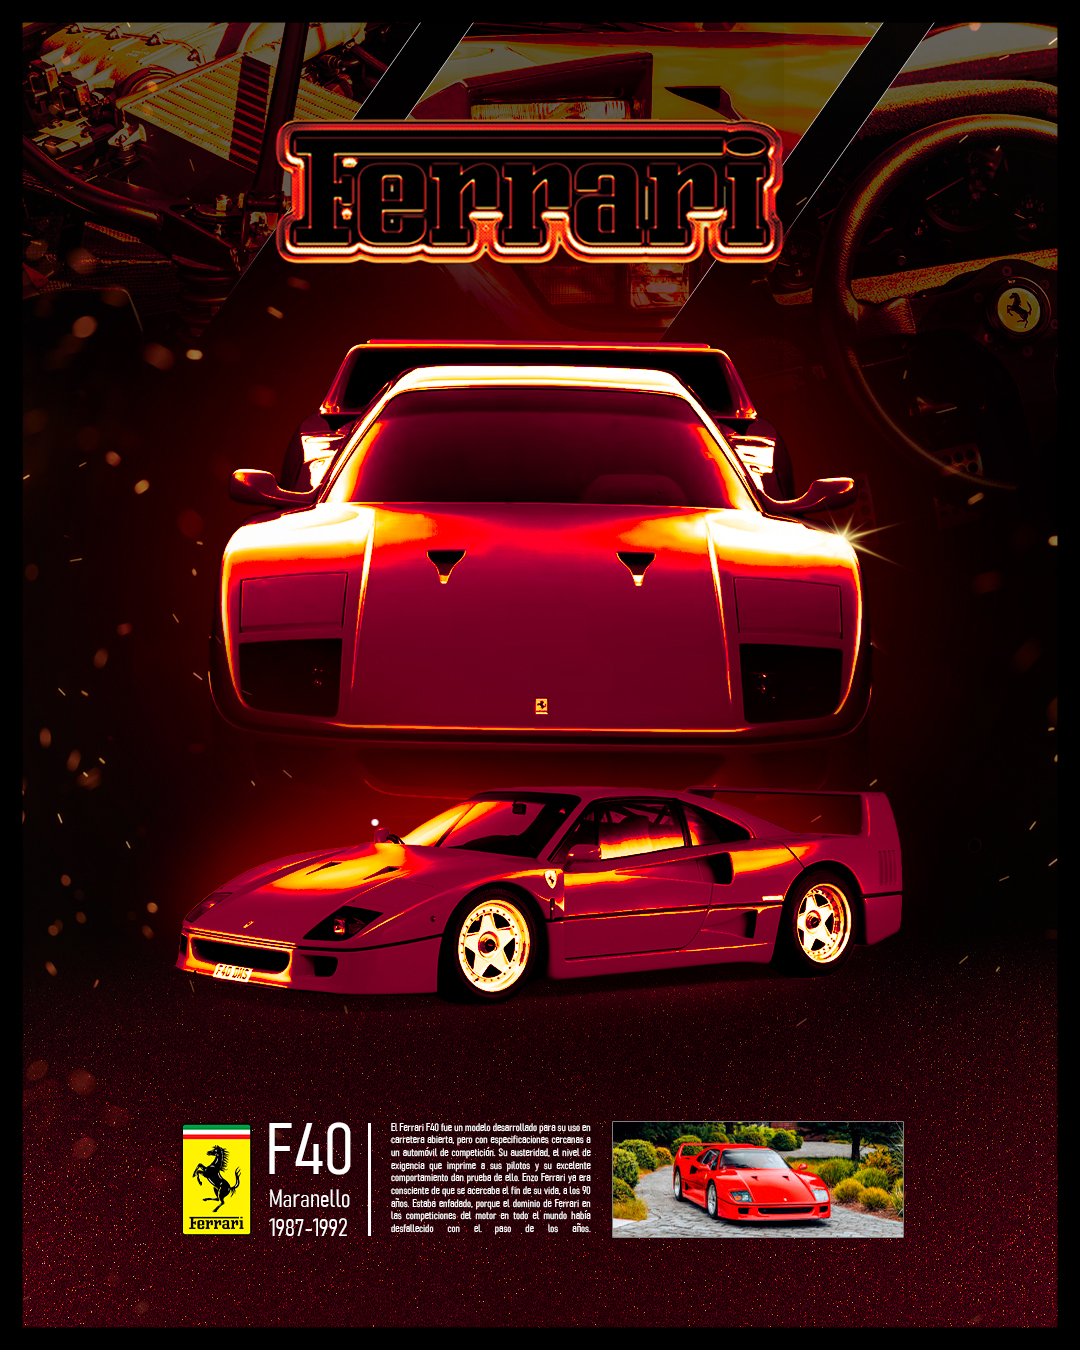 Ferrari
F40 DXS
Ferrari
F40
Maranello
1987-1992
El Ferrari F40 fue un modelo desarrollado para su uso en
carretera abierta, pero con especificaciones cercanas a
un automóvil de competición. Su austeridad, el nivel de
exigencia que imprime a sus pilotos y su excelente
comportamiento dan prueba de ello. Enzo Ferrari ya era
consciente de que se acercaba el fin de su vida, a los 90
años. Estaba enfadado, porque el dominio de Ferrari en
las competiciones del motor en todo el mundo había
desfallecido con el paso de los años.